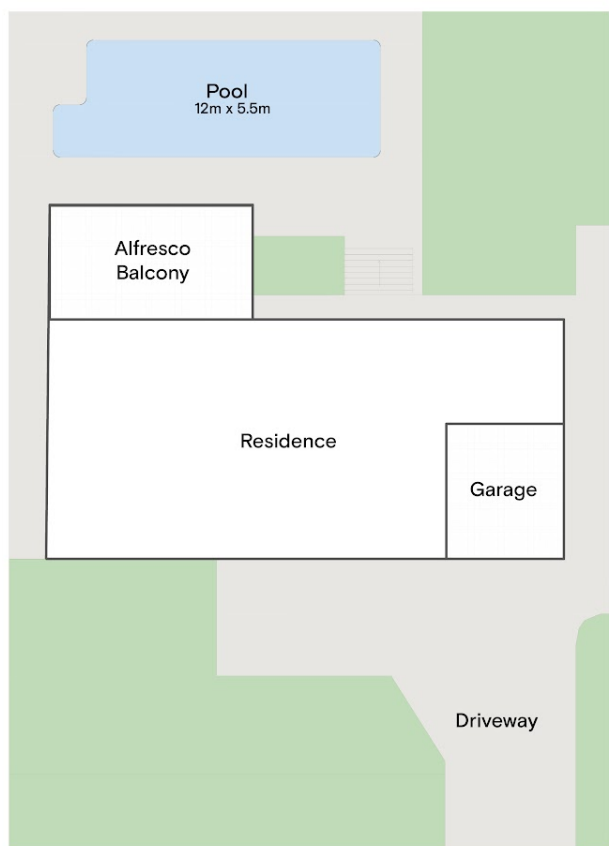 Pool
12m x 5.5m
Alfresco
Balcony
Residence
Garage
Driveway